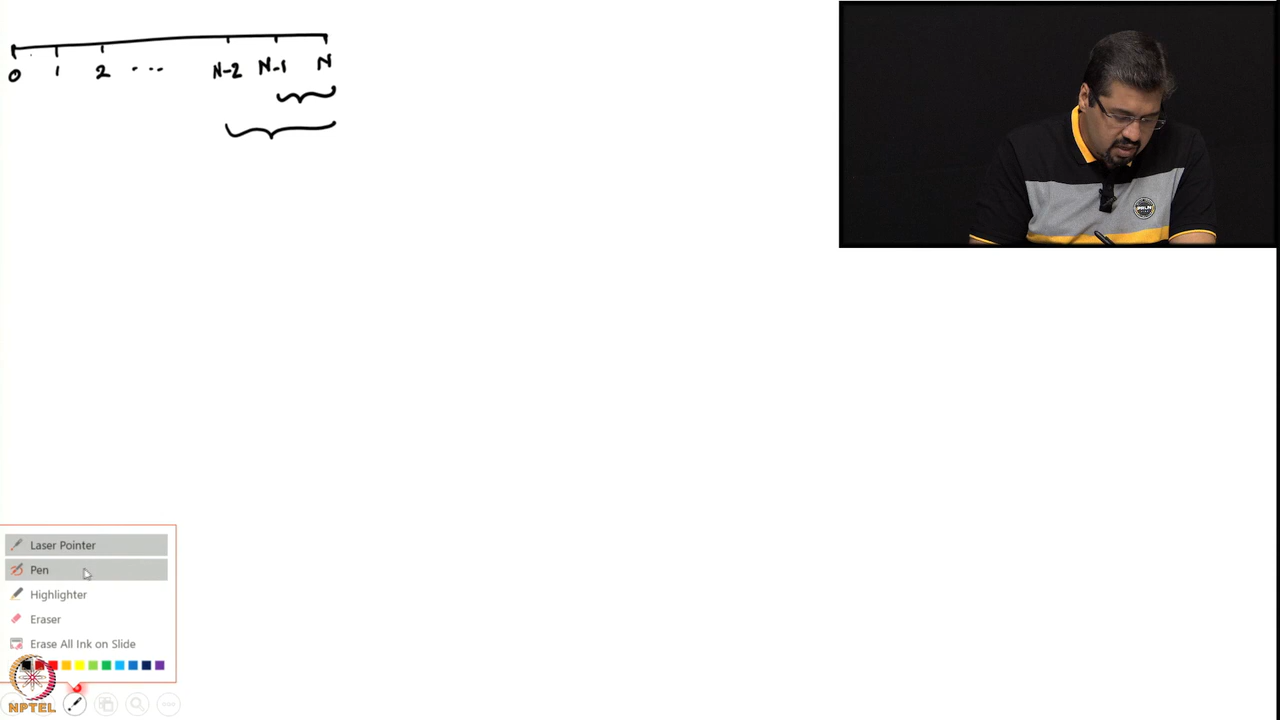 0 1 2 ... N-2 N-1 N
Laser Pointer
Pen
Highlighter
Eraser
Erase All Ink on Slide
NPTEL